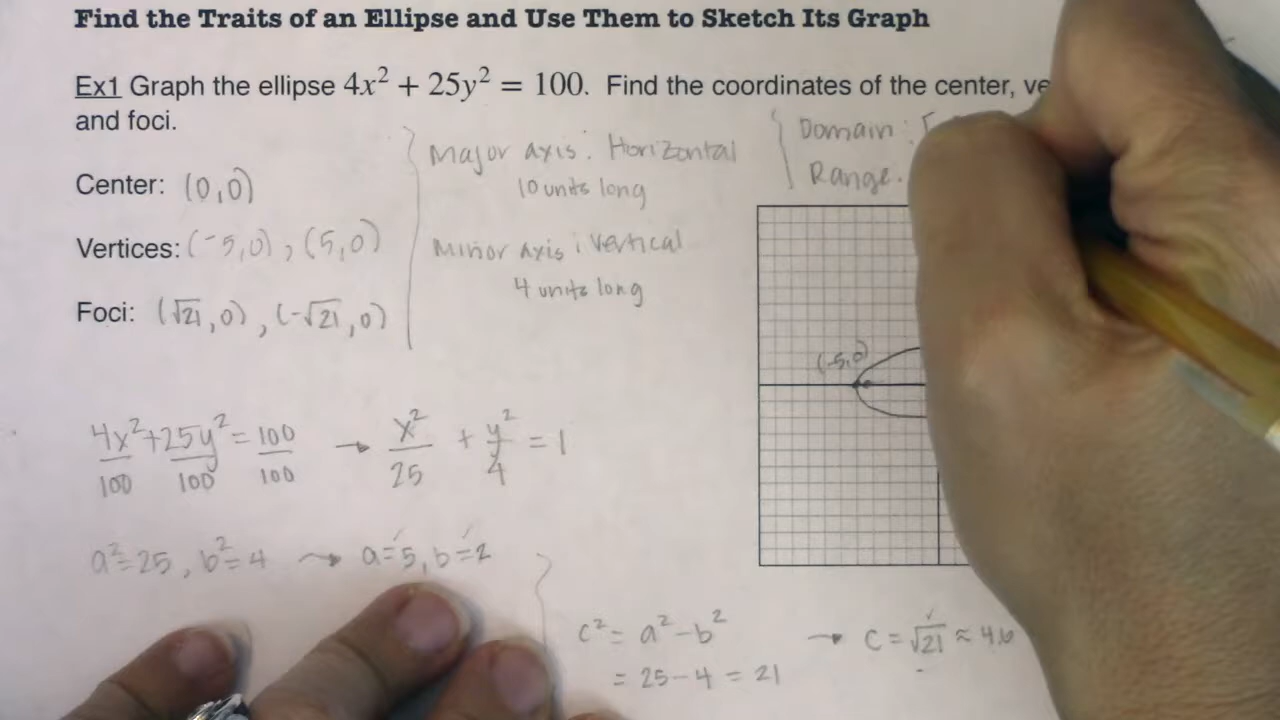 Find the Traits of an Ellipse and Use Them to Sketch Its Graph
Ex1 Graph the ellipse 4x² + 25y² = 100. Find the coordinates of the center, ve
and foci.
Center: (0,0)
Vertices: (-5,0), (5,0)
Foci: (√21,0), (-√21,0)
Major axis: Horizontal
10 units long
Minor axis: Vertical
4 units long
Domain: [
Range:
(-5,0)
4x²/100 + 25y²/100 = 100/100 → x²/25 + y²/4 = 1
a²=25, b²=4 → a=5, b=2
c² = a² - b²
= 25 - 4 = 21
→ c = √21 ≈ 4.6